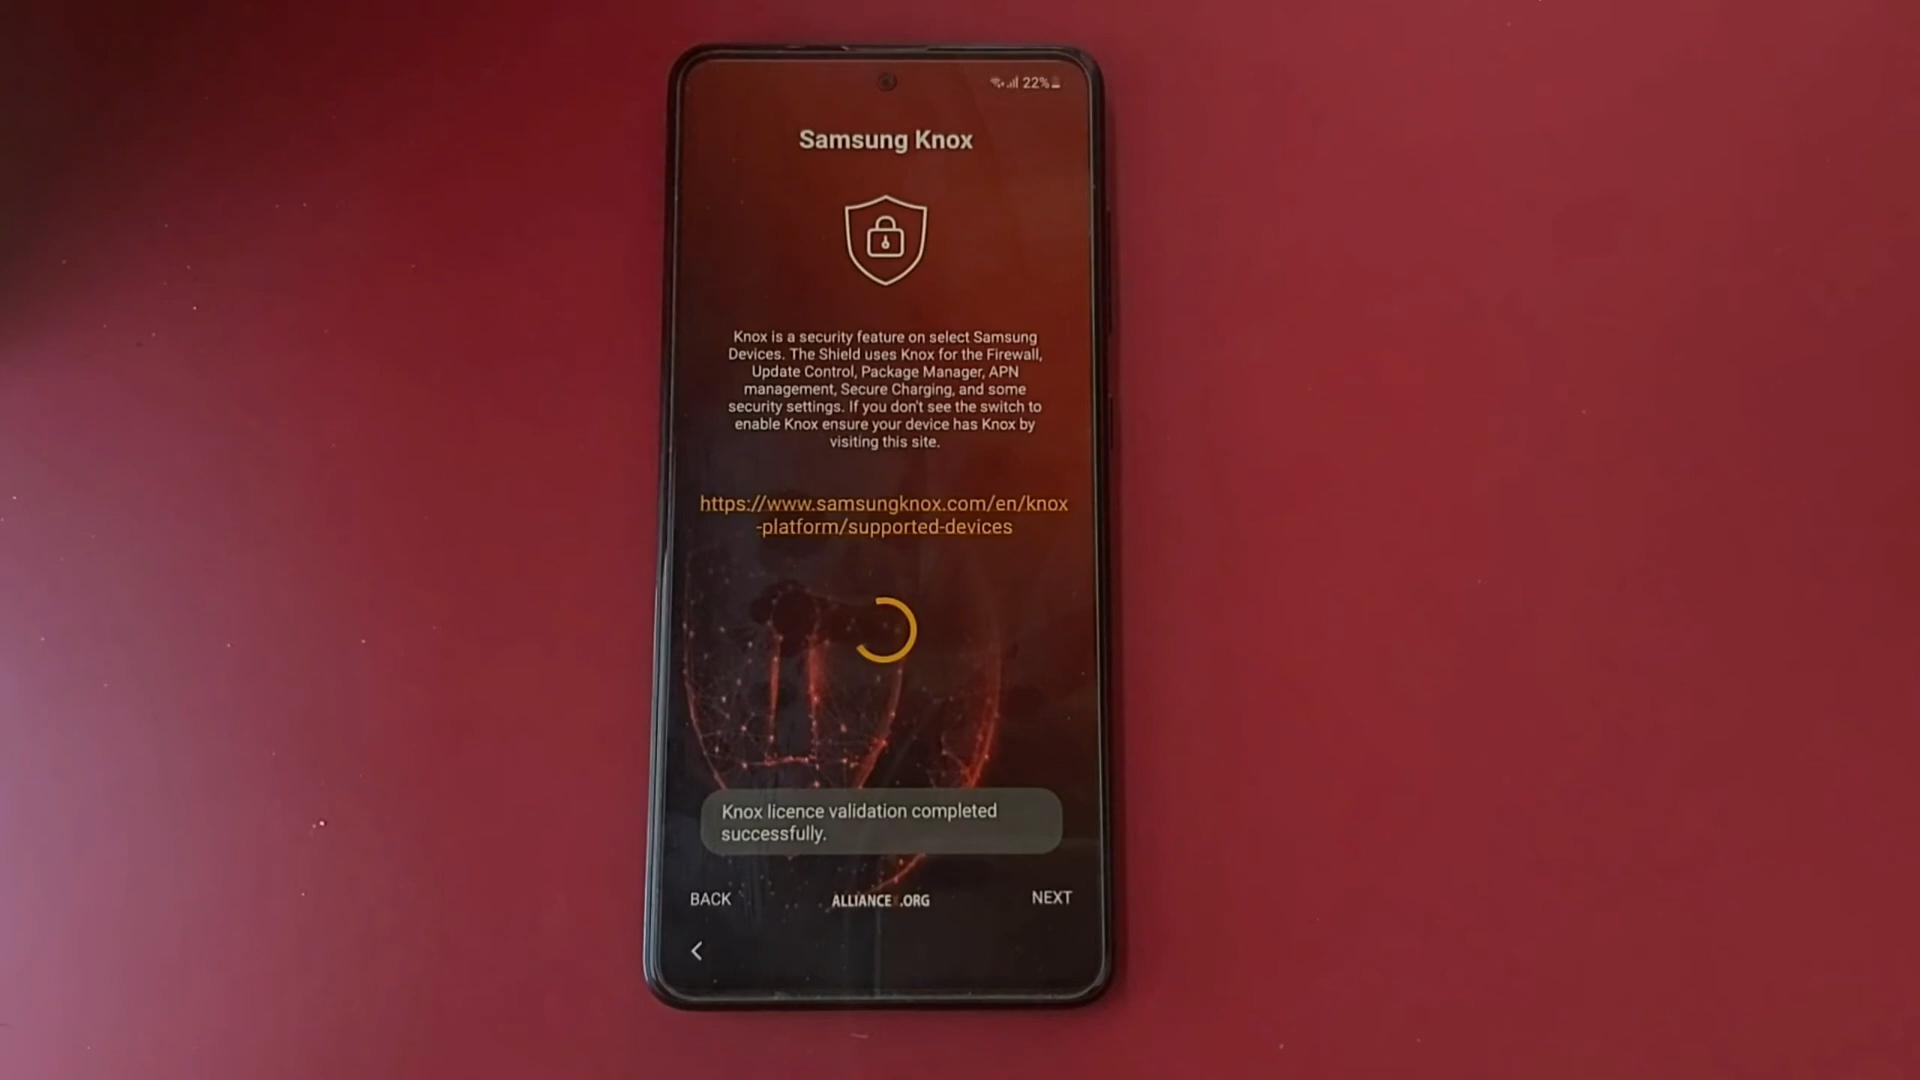 22%
Samsung Knox
Knox is a security feature on select Samsung
Devices. The Shield uses Knox for the Firewall,
Update Control, Package Manager, APN
management, Secure Charging, and some
security settings. If you don't see the switch to
enable Knox ensure your device has Knox by
visiting this site.
https://www.samsungknox.com/en/knox
-platform/supported-devices
Knox licence validation completed
successfully.
BACK
ALLIANCEX.ORG
NEXT